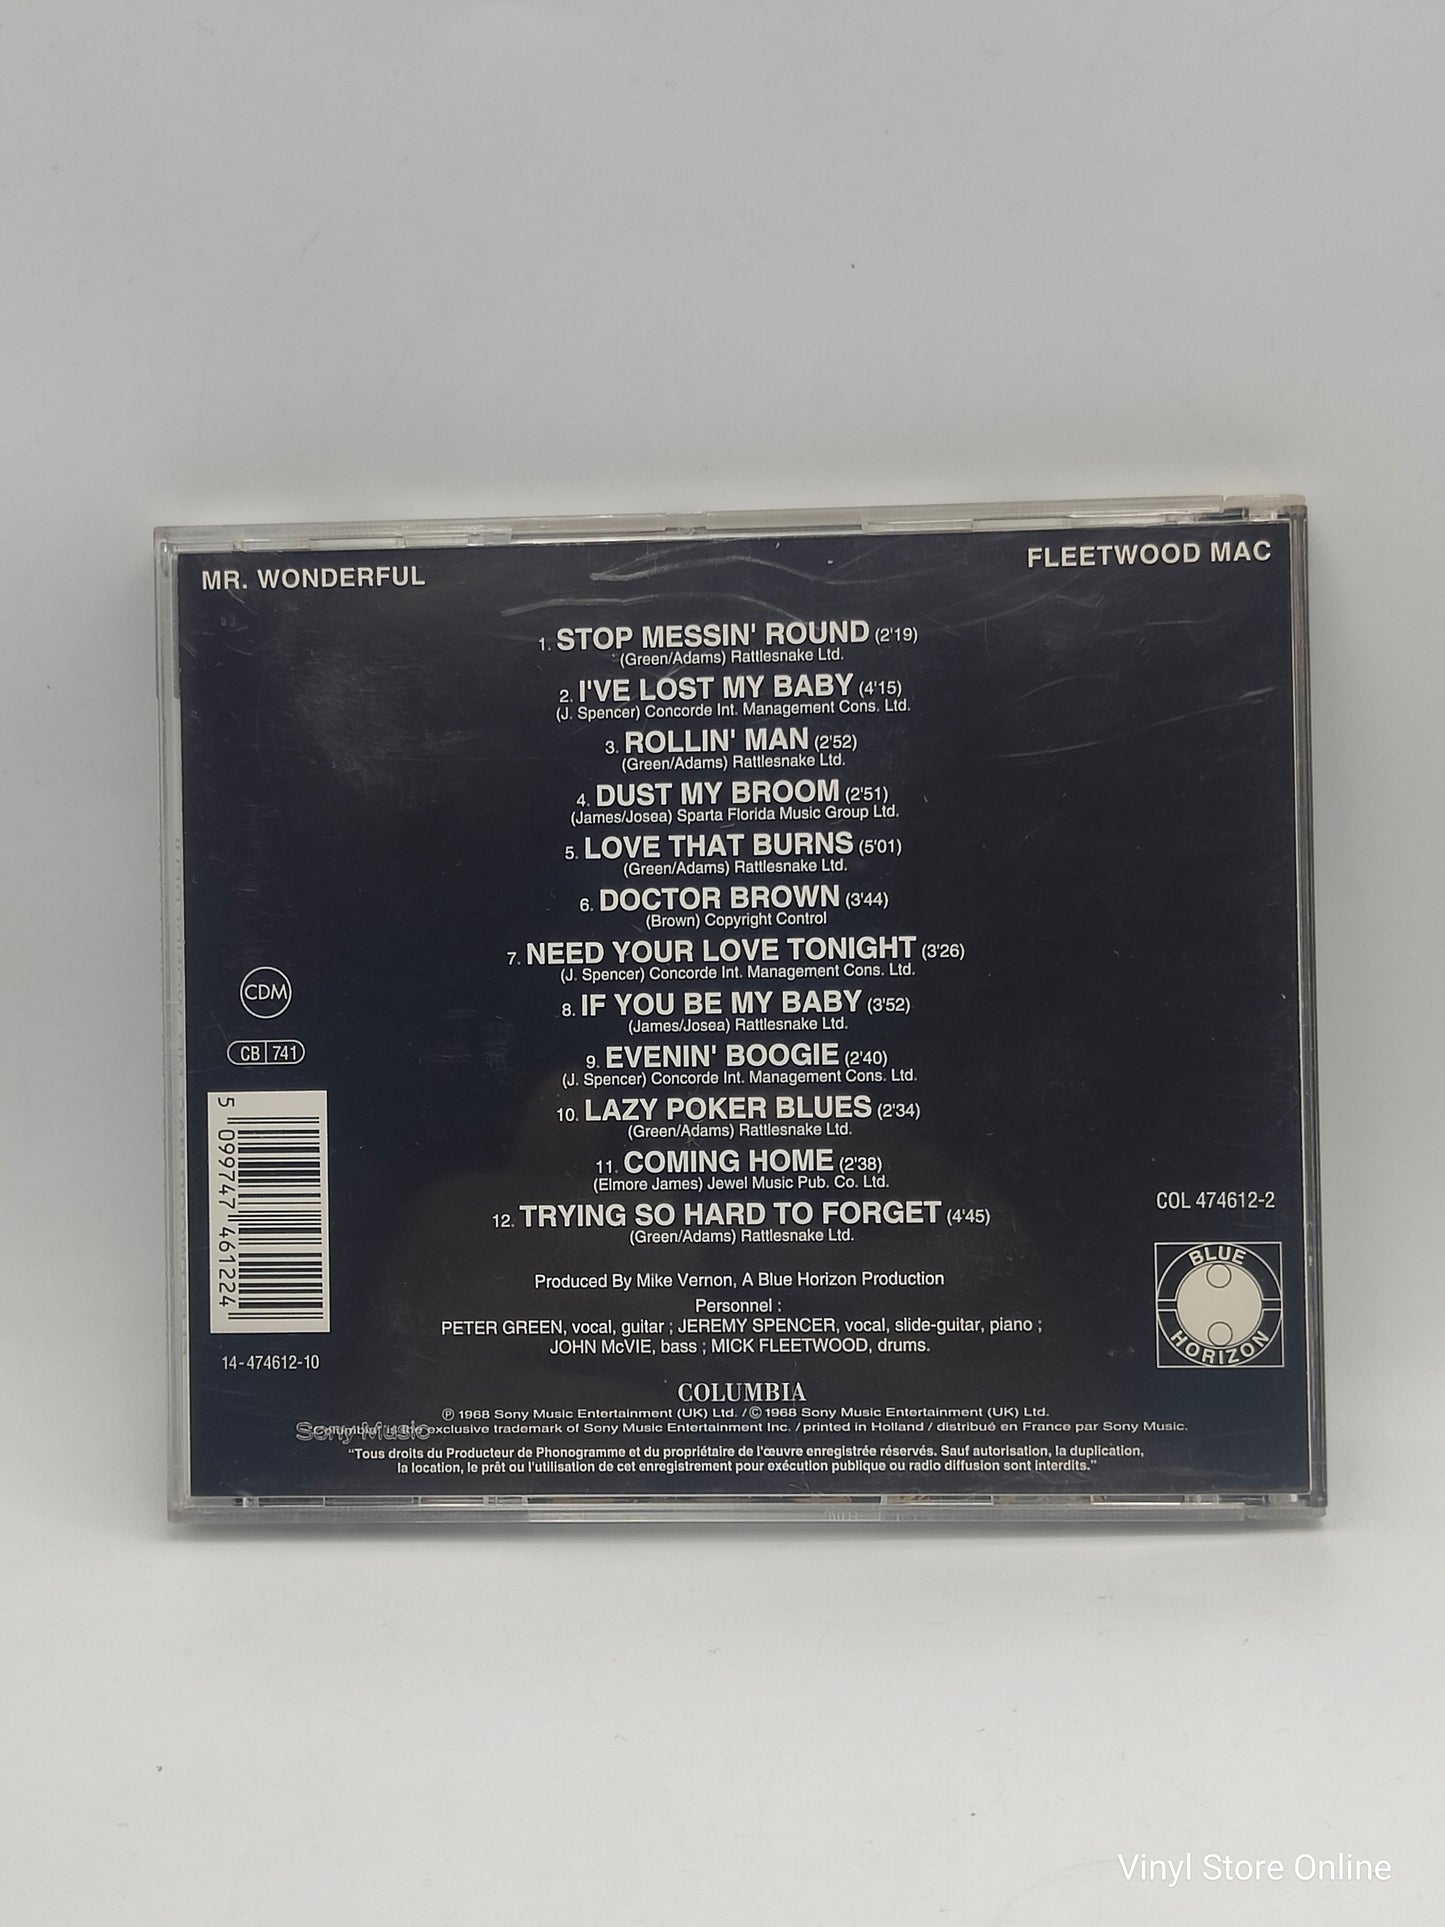 MR. WONDERFUL
FLEETWOOD MAC
1. STOP MESSIN' ROUND (2'19)
(Green/Adams) Rattlesnake Ltd.
2. I'VE LOST MY BABY (4'15)
(J. Spencer) Concorde Int. Management Cons. Ltd.
3. ROLLIN' MAN (2'52)
(Green/Adams) Rattlesnake Ltd.
4. DUST MY BROOM (2'51)
(James/Josea) Sparta Florida Music Group Ltd.
5. LOVE THAT BURNS (5'01)
(Green/Adams) Rattlesnake Ltd.
6. DOCTOR BROWN (3'44)
(Brown) Copyright Control
7. NEED YOUR LOVE TONIGHT (3'26)
(J. Spencer) Concorde Int. Management Cons. Ltd.
8. IF YOU BE MY BABY (3'52)
(James/Josea) Rattlesnake Ltd.
9. EVENIN' BOOGIE (2'40)
(J. Spencer) Concorde Int. Management Cons. Ltd.
10. LAZY POKER BLUES (2'34)
(Green/Adams) Rattlesnake Ltd.
11. COMING HOME (2'38)
(Elmore James) Jewel Music Pub. Co. Ltd.
12. TRYING SO HARD TO FORGET (4'45)
(Green/Adams) Rattlesnake Ltd.
CDM
CB 741
5 099747 461224
14-474612-10
COL 474612-2
BLUE
HORIZON
Produced By Mike Vernon, A Blue Horizon Production
Personnel :
PETER GREEN, vocal, guitar ; JEREMY SPENCER, vocal, slide-guitar, piano ;
JOHN McVIE, bass ; MICK FLEETWOOD, drums.
COLUMBIA
℗ 1968 Sony Music Entertainment (UK) Ltd. / © 1968 Sony Music Entertainment (UK) Ltd.
Sony Music
"Columbia" is the exclusive trademark of Sony Music Entertainment Inc. / printed in Holland / distribué en France par Sony Music.
"Tous droits du Producteur de Phonogramme et du propriétaire de l'œuvre enregistrée réservés. Sauf autorisation, la duplication,
la location, le prêt ou l'utilisation de cet enregistrement pour exécution publique ou radio diffusion sont interdits."
Vinyl Store Online